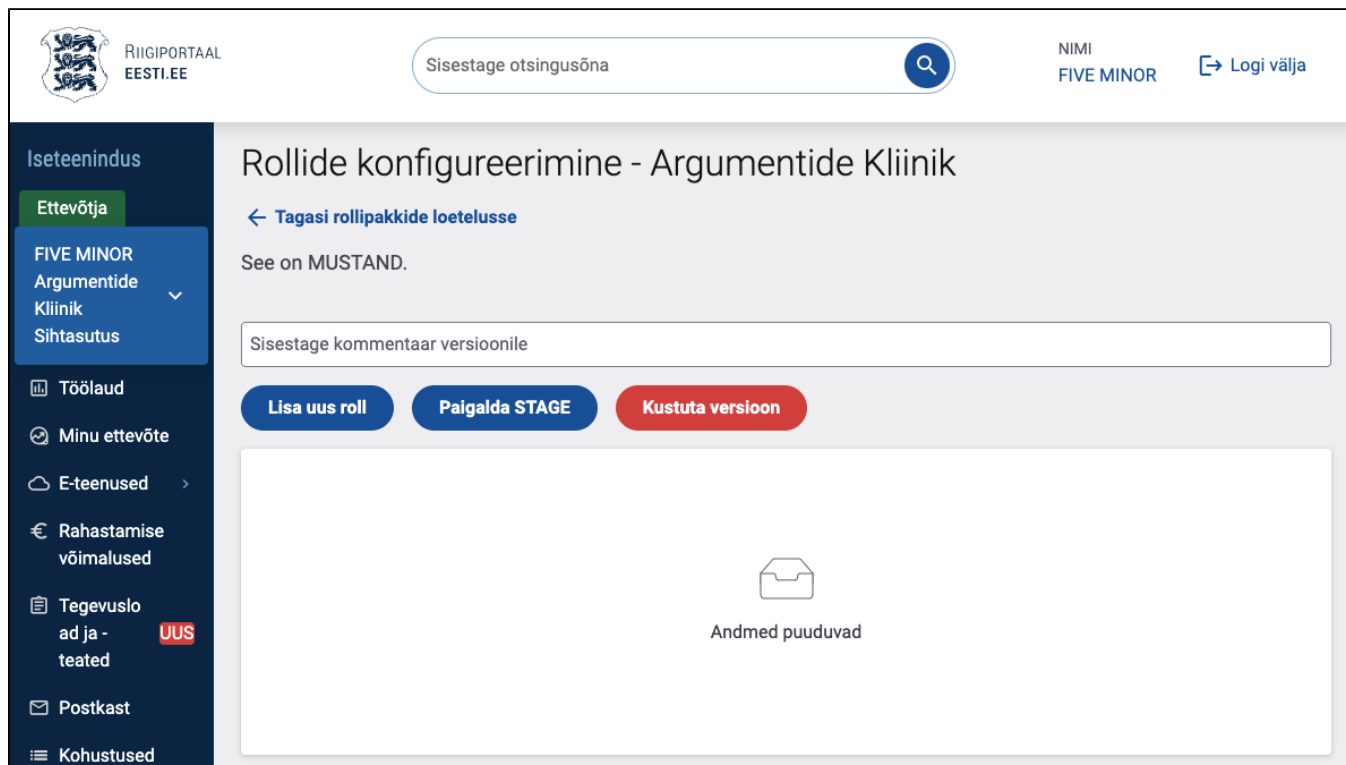 RIIGIPORTAAL
EESTI.EE
Sisestage otsingusõna
NIMI
FIVE MINOR
Logi välja
Iseteenindus
Ettevõtja
FIVE MINOR
Argumentide
Kliinik
Sihtasutus
Töölaud
Minu ettevõte
E-teenused
€ Rahastamise
võimalused
Tegevuslo
ad ja -
teated
UUS
Postkast
Kohustused
Rollide konfigureerimine - Argumentide Kliinik
← Tagasi rollipakkide loetelusse
See on MUSTAND.
Sisestage kommentaar versioonile
Lisa uus roll
Paigalda STAGE
Kustuta versioon
Andmed puuduvad